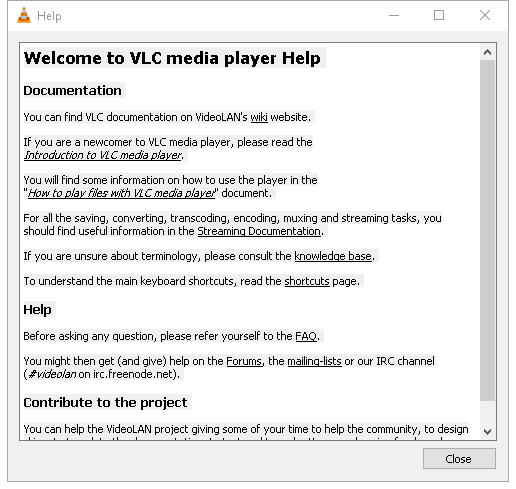 Help
Welcome to VLC media player Help
Documentation
You can find VLC documentation on VideoLAN's wiki website.
If you are a newcomer to VLC media player, please read the
Introduction to VLC media player.
You will find some information on how to use the player in the
"How to play files with VLC media player" document.
For all the saving, converting, transcoding, encoding, muxing and streaming tasks, you
should find useful information in the Streaming Documentation.
If you are unsure about terminology, please consult the knowledge base.
To understand the main keyboard shortcuts, read the shortcuts page.
Help
Before asking any question, please refer yourself to the FAQ.
You might then get (and give) help on the Forums, the mailing-lists or our IRC channel
(#videolan on irc.freenode.net).
Contribute to the project
You can help the VideoLAN project giving some of your time to help the community, to design
Close